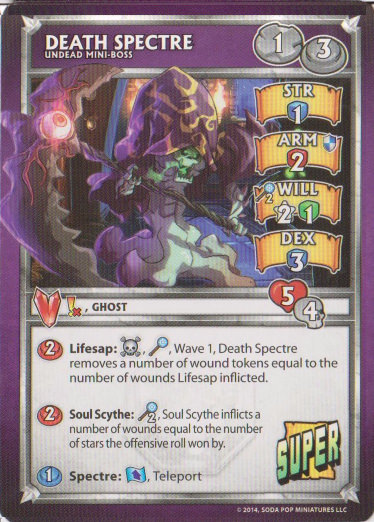 DEATH SPECTRE
UNDEAD MINI-BOSS
1 3
STR
1
ARM
2
WILL
2 2 1
DEX
3
5
4
, GHOST
2 Lifesap: , , Wave 1, Death Spectre
removes a number of wound tokens equal to the
number of wounds Lifesap inflicted.
2 Soul Scythe: 2, Soul Scythe inflicts a
number of wounds equal to the number
of stars the offensive roll won by.
SUPER
1 Spectre: , Teleport
© 2014, SODA POP MINIATURES LLC